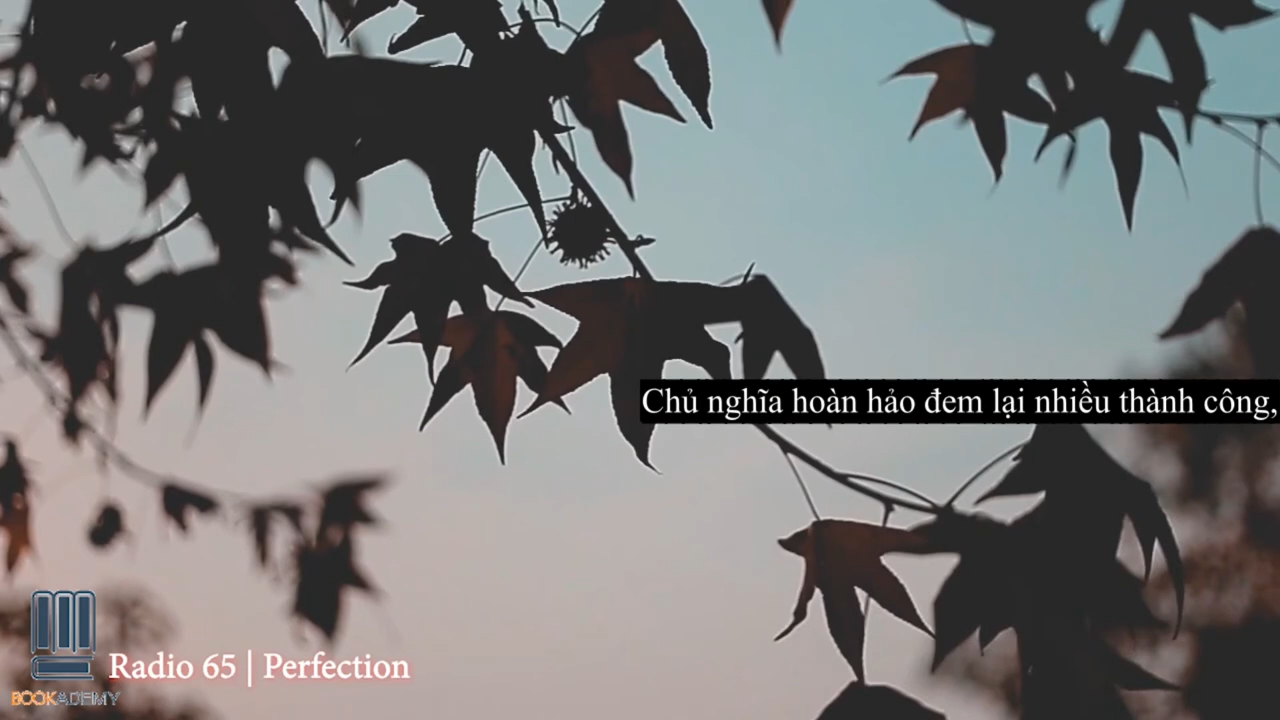 Chủ nghĩa hoàn hảo đem lại nhiều thành công,
Radio 65 | Perfection
BOOKADEMY